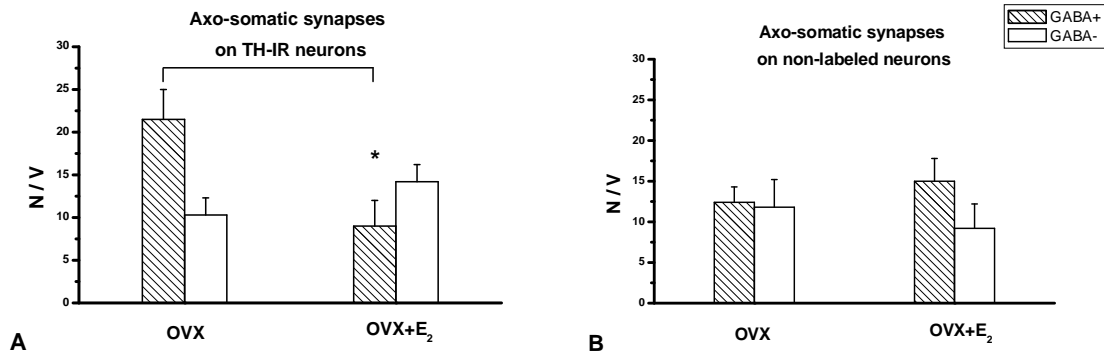 Axo-somatic synapses
on TH-IR neurons
30
25
20
15
10
5
0
N / V
*
OVX
OVX+E₂
A
Axo-somatic synapses
on non-labeled neurons
GABA+
GABA-
30
25
20
15
10
5
0
N / V
OVX
OVX+E₂
B